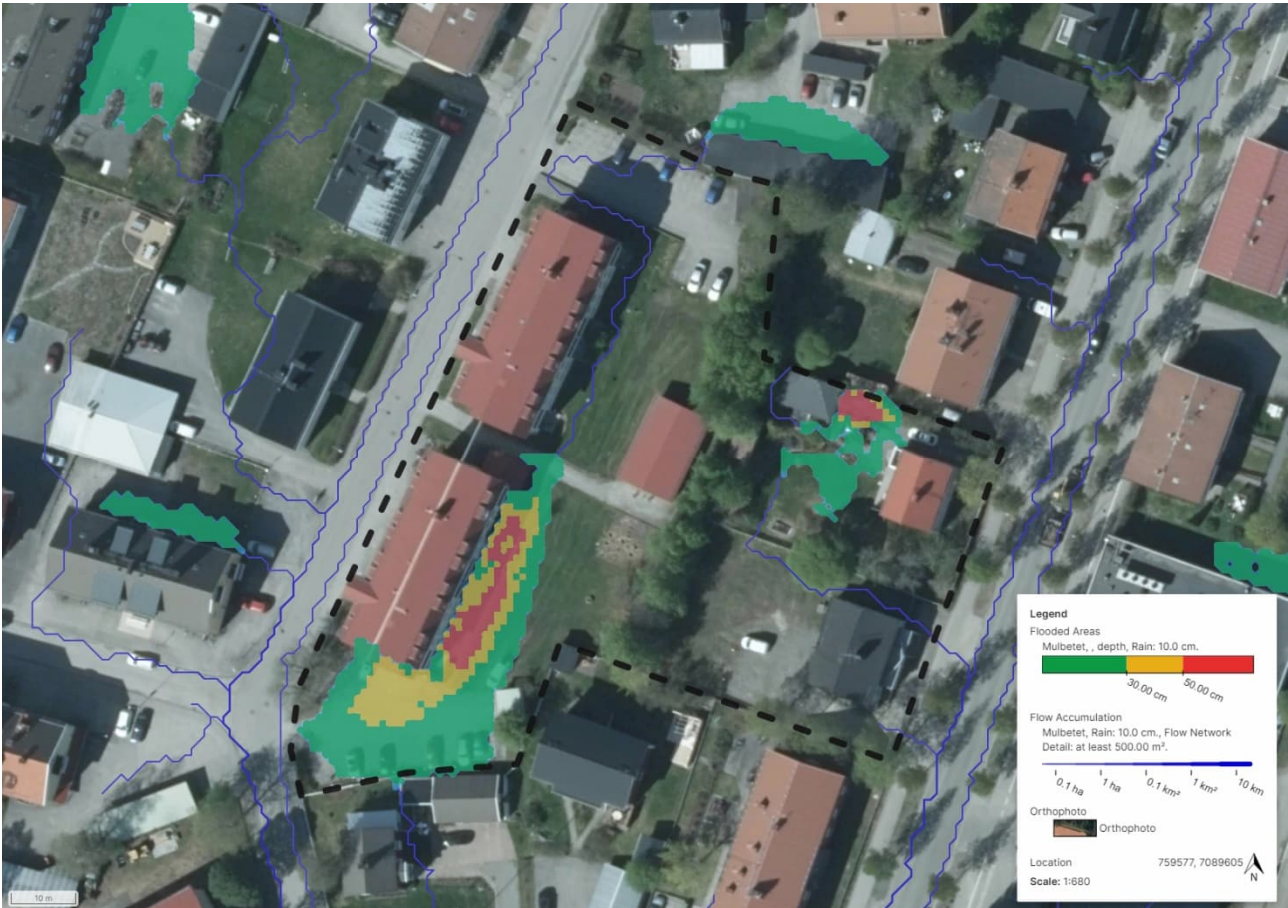 Legend
Flooded Areas
Mulbetet, , depth, Rain: 10.0 cm.
30.00 cm
50.00 cm
Flow Accumulation
Mulbetet, Rain: 10.0 cm., Flow Network
Detail: at least 500.00 m².
0.1 ha
1 ha
0.1 km²
1 km²
10 km
Orthophoto
Orthophoto
Location 759577, 7089605
N
Scale: 1:680
10 m